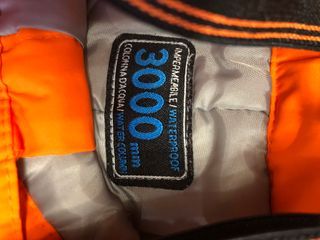 IMPERMEABILE/WATERPROOF
3000 mm
COLONNA D'ACQUA/WATER COLUMN